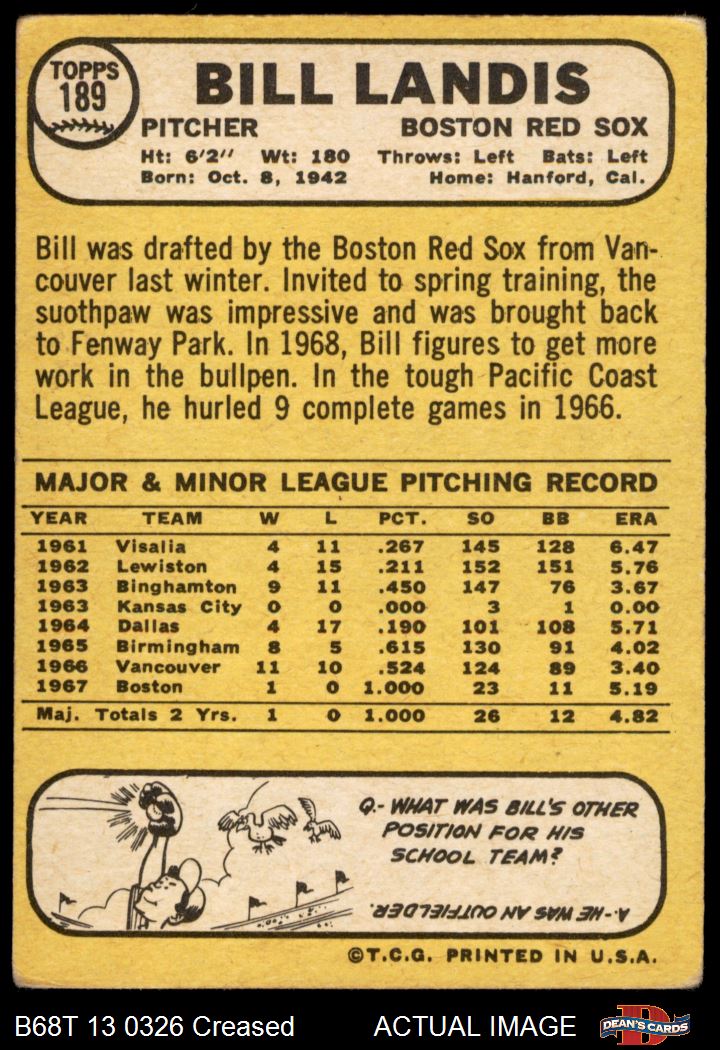 TOPPS
189
BILL LANDIS
PITCHER BOSTON RED SOX
Ht: 6'2" Wt: 180 Throws: Left Bats: Left
Born: Oct. 8, 1942 Home: Hanford, Cal.
Bill was drafted by the Boston Red Sox from Van-
couver last winter. Invited to spring training, the
suothpaw was impressive and was brought back
to Fenway Park. In 1968, Bill figures to get more
work in the bullpen. In the tough Pacific Coast
League, he hurled 9 complete games in 1966.
MAJOR & MINOR LEAGUE PITCHING RECORD
YEAR TEAM W L PCT. SO BB ERA
1961 Visalia 4 11 .267 145 128 6.47
1962 Lewiston 4 15 .211 152 151 5.76
1963 Binghamton 9 11 .450 147 76 3.67
1963 Kansas City 0 0 .000 3 1 0.00
1964 Dallas 4 17 .190 101 108 5.71
1965 Birmingham 8 5 .615 130 91 4.02
1966 Vancouver 11 10 .524 124 89 3.40
1967 Boston 1 0 1.000 23 11 5.19
Maj. Totals 2 Yrs. 1 0 1.000 26 12 4.82
Q.- WHAT WAS BILL'S OTHER
POSITION FOR HIS
SCHOOL TEAM?
A.- HE WAS AN OUTFIELDER.
©T.C.G. PRINTED IN U.S.A.
B68T 13 0326 Creased ACTUAL IMAGE
D
DEAN'S CARDS